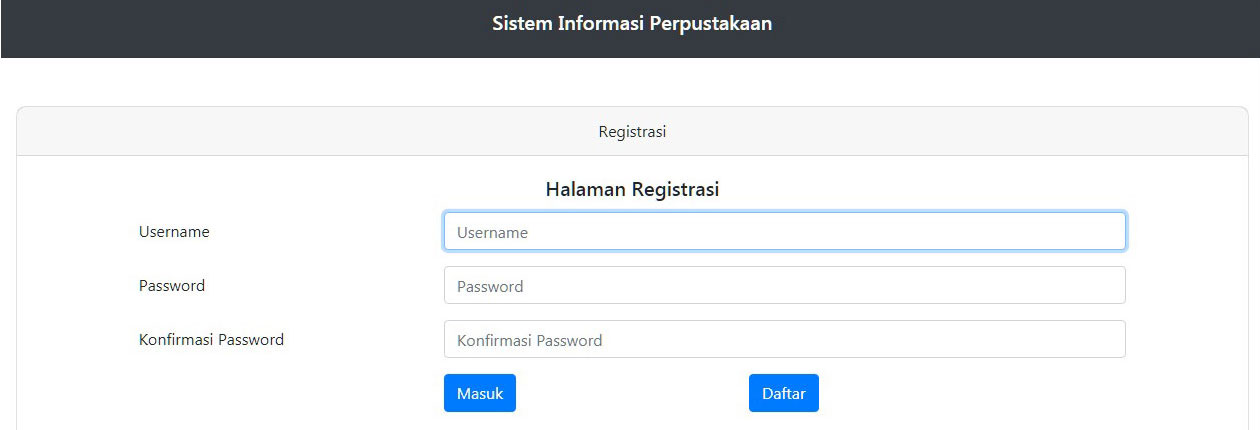 Sistem Informasi Perpustakaan
Registrasi
Halaman Registrasi
Username Username
Password Password
Konfirmasi Password Konfirmasi Password
Masuk Daftar